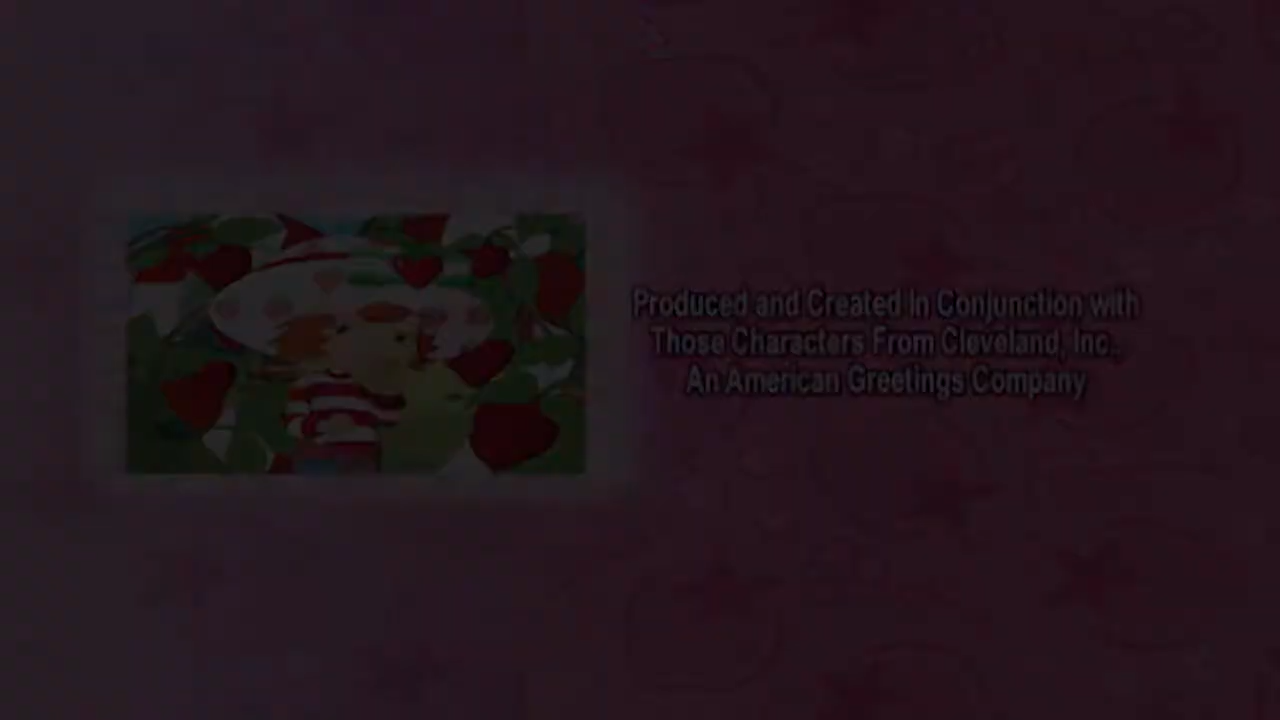 Produced and Created In Conjunction with
Those Characters From Cleveland, Inc.
An American Greetings Company